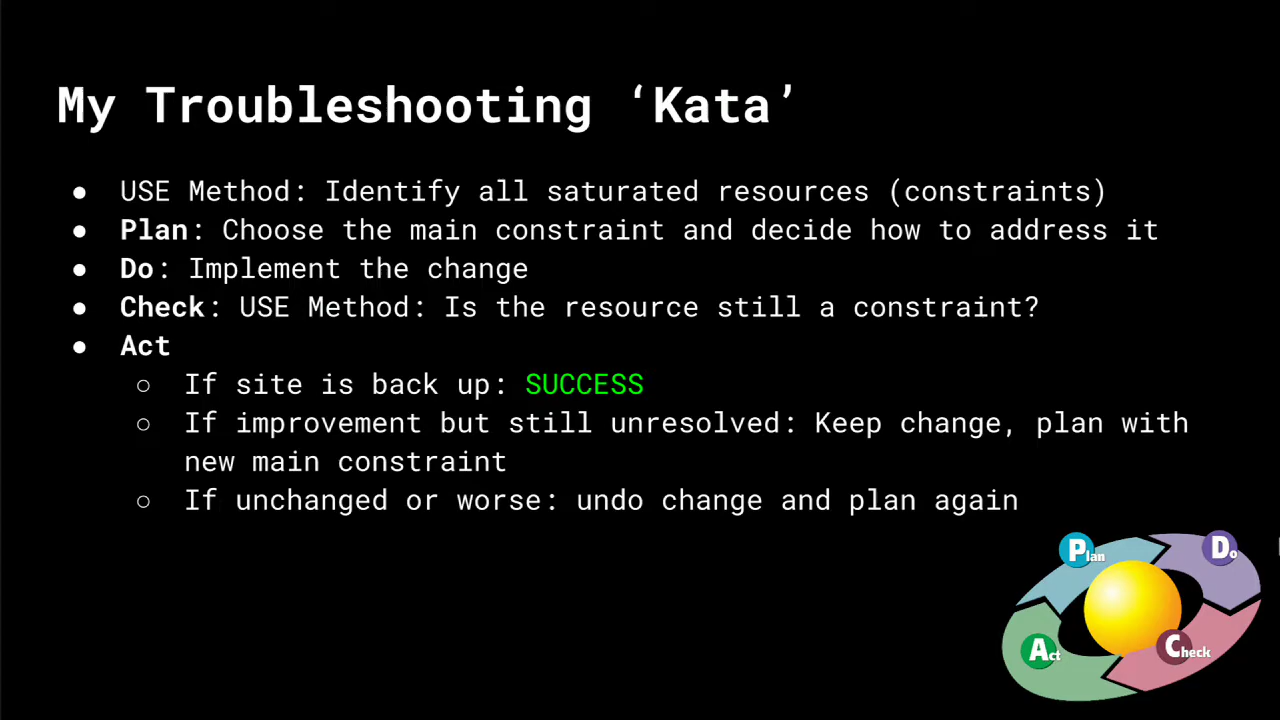 My Troubleshooting ‘Kata’
● USE Method: Identify all saturated resources (constraints)
● Plan: Choose the main constraint and decide how to address it
● Do: Implement the change
● Check: USE Method: Is the resource still a constraint?
● Act
○ If site is back up: SUCCESS
○ If improvement but still unresolved: Keep change, plan with
new main constraint
○ If unchanged or worse: undo change and plan again
Plan
Do
Act
Check